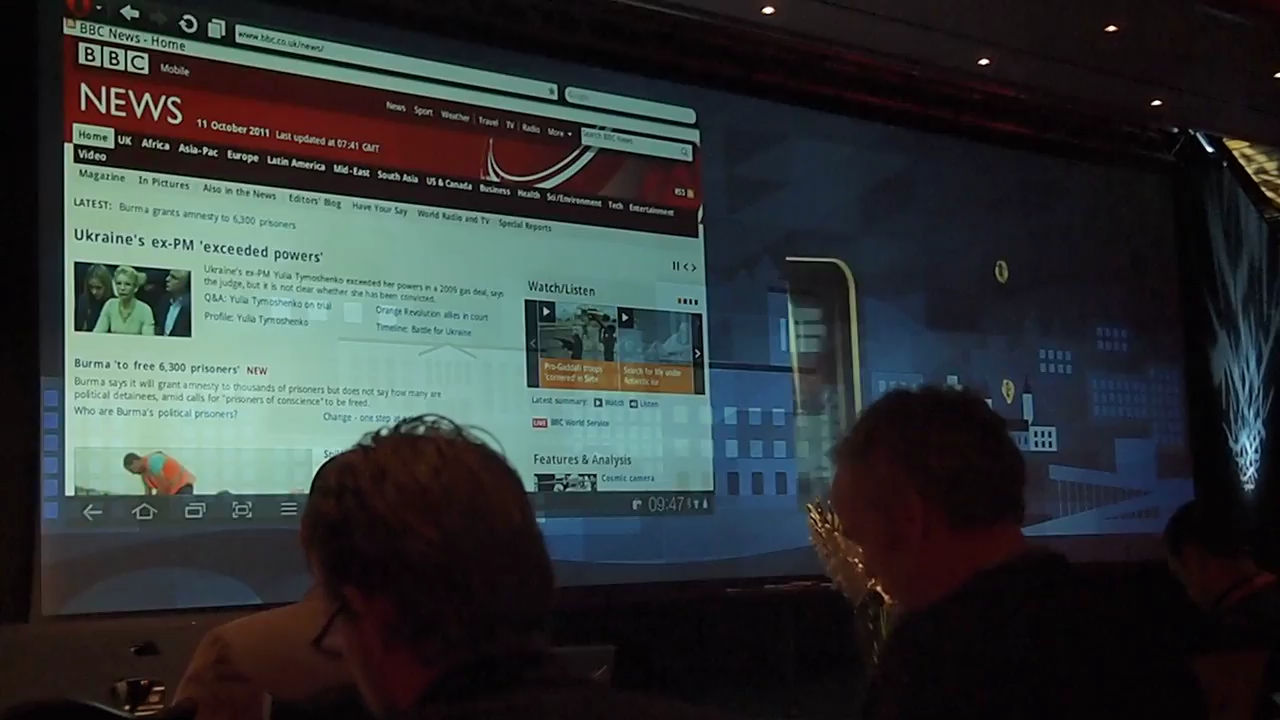 www.bbc.co.uk/news/
BBC News - Home
BBC Mobile
News Sport Weather Travel TV Radio More
Search BBC News
NEWS
11 October 2011 Last updated at 07:41 GMT
RSS
Home UK Africa Asia-Pac Europe Latin America Mid-East South Asia US & Canada Business Health Sci/Environment Tech Entertainment
Video
Magazine In Pictures Also in the News Editors' Blog Have Your Say World Radio and TV Special Reports
LATEST: Burma grants amnesty to 6,300 prisoners
Ukraine's ex-PM 'exceeded powers'
Ukraine's ex-PM Yulia Tymoshenko exceeded her powers in a 2009 gas deal, says
the judge, but it is not clear whether she has been convicted.
Q&A: Yulia Tymoshenko on trial
Orange Revolution allies in court
Profile: Yulia Tymoshenko
Timeline: Battle for Ukraine
Burma 'to free 6,300 prisoners' NEW
Burma says it will grant amnesty to thousands of prisoners but does not say how many are
political detainees, amid calls for "prisoners of conscience" to be freed.
Who are Burma's political prisoners?
Change - one step at
Watch/Listen
Pro-Gaddafi troops
'cornered' in Sirte
Search for life under
Antarctic ice
Latest summary: Watch Listen
LIVE BBC World Service
Features & Analysis
Cosmic camera
09:47